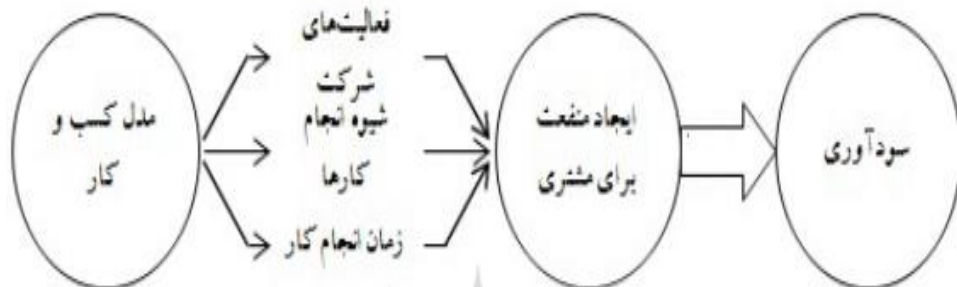 مدل کسب و
کار
فعالیت‌های
شرکت
شیوه انجام
کارها
زمان انجام کار
ایجاد منفعت
برای مشتری
سودآوری